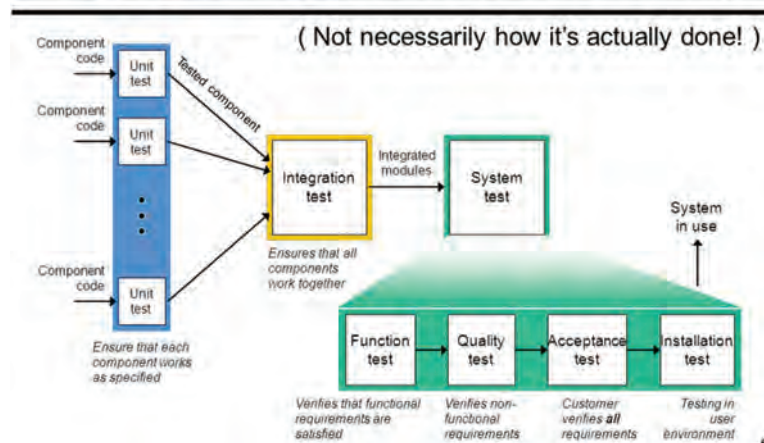 ( Not necessarily how it's actually done! )
Component
code
Unit
test
Tested component
Component
code
Unit
test
Integration
test
Integrated
modules
System
test
System
in use
Ensures that all
components
work together
Component
code
Unit
test
Ensure that each
component works
as specified
Function
test
Quality
test
Acceptance
test
Installation
test
Verifies that functional
requirements are
satisfied
Verifies non-
functional
requirements
Customer
verifies all
requirements
Testing in
user
environment